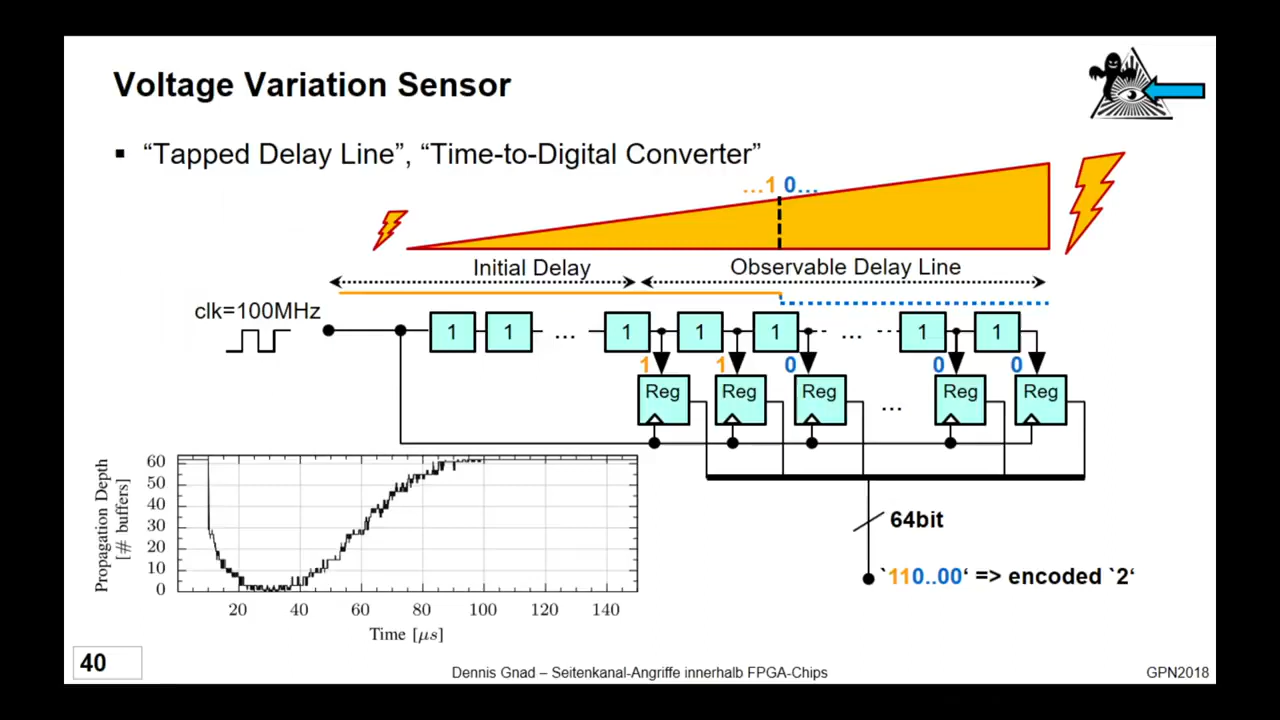 Voltage Variation Sensor
▪ “Tapped Delay Line”, “Time-to-Digital Converter”
...1 0...
Initial Delay
Observable Delay Line
clk=100MHz
1 1 ... 1 1 1 ... 1 1
1 1 0 0 0
Reg Reg Reg ... Reg Reg
Propagation Depth
[# buffers]
60
50
40
30
20
10
0
20 40 60 80 100 120 140
Time [μs]
64bit
`110..00‘ => encoded `2‘
40
Dennis Gnad – Seitenkanal-Angriffe innerhalb FPGA-Chips
GPN2018